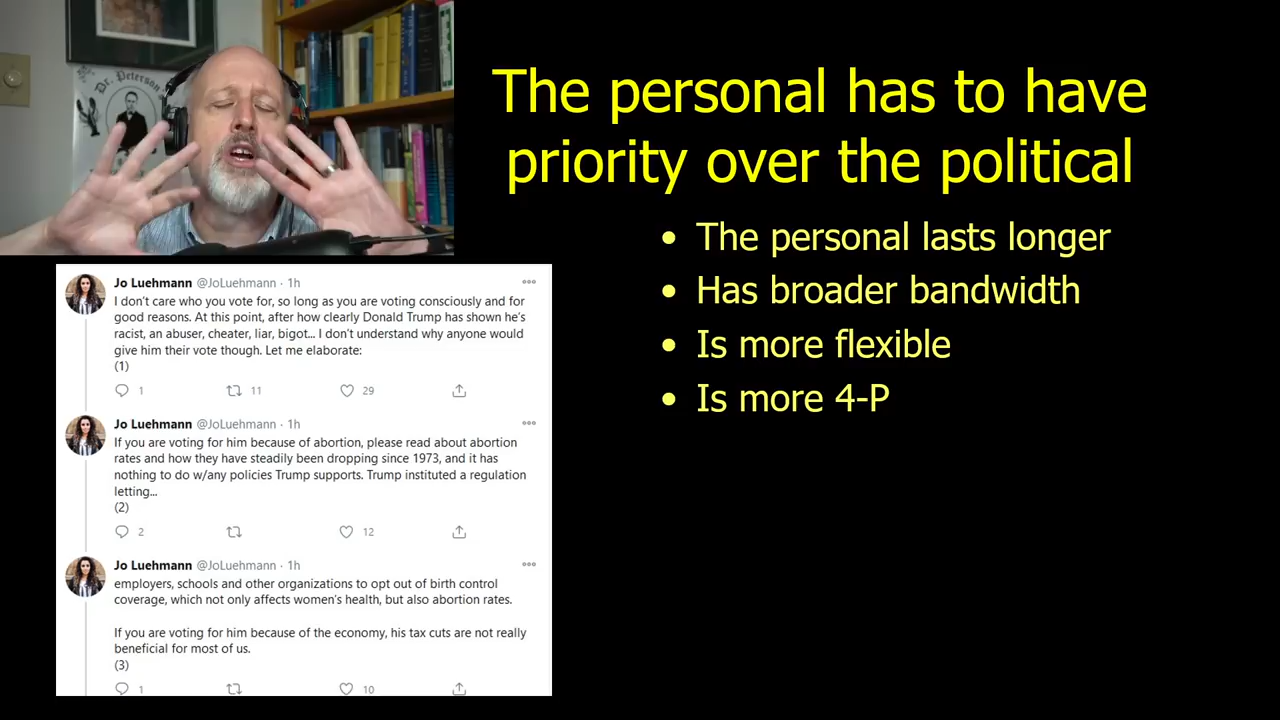 Dr. Peterson
The personal has to have
priority over the political
• The personal lasts longer
• Has broader bandwidth
• Is more flexible
• Is more 4-P
Jo Luehmann @JoLuehmann · 1h
I don't care who you vote for, so long as you are voting consciously and for
good reasons. At this point, after how clearly Donald Trump has shown he's
racist, an abuser, cheater, liar, bigot... I don't understand why anyone would
give him their vote though. Let me elaborate:
(1)
1 11 29
Jo Luehmann @JoLuehmann · 1h
If you are voting for him because of abortion, please read about abortion
rates and how they have steadily been dropping since 1973, and it has
nothing to do w/any policies Trump supports. Trump instituted a regulation
letting...
(2)
2 12
Jo Luehmann @JoLuehmann · 1h
employers, schools and other organizations to opt out of birth control
coverage, which not only affects women's health, but also abortion rates.
If you are voting for him because of the economy, his tax cuts are not really
beneficial for most of us.
(3)
1 10